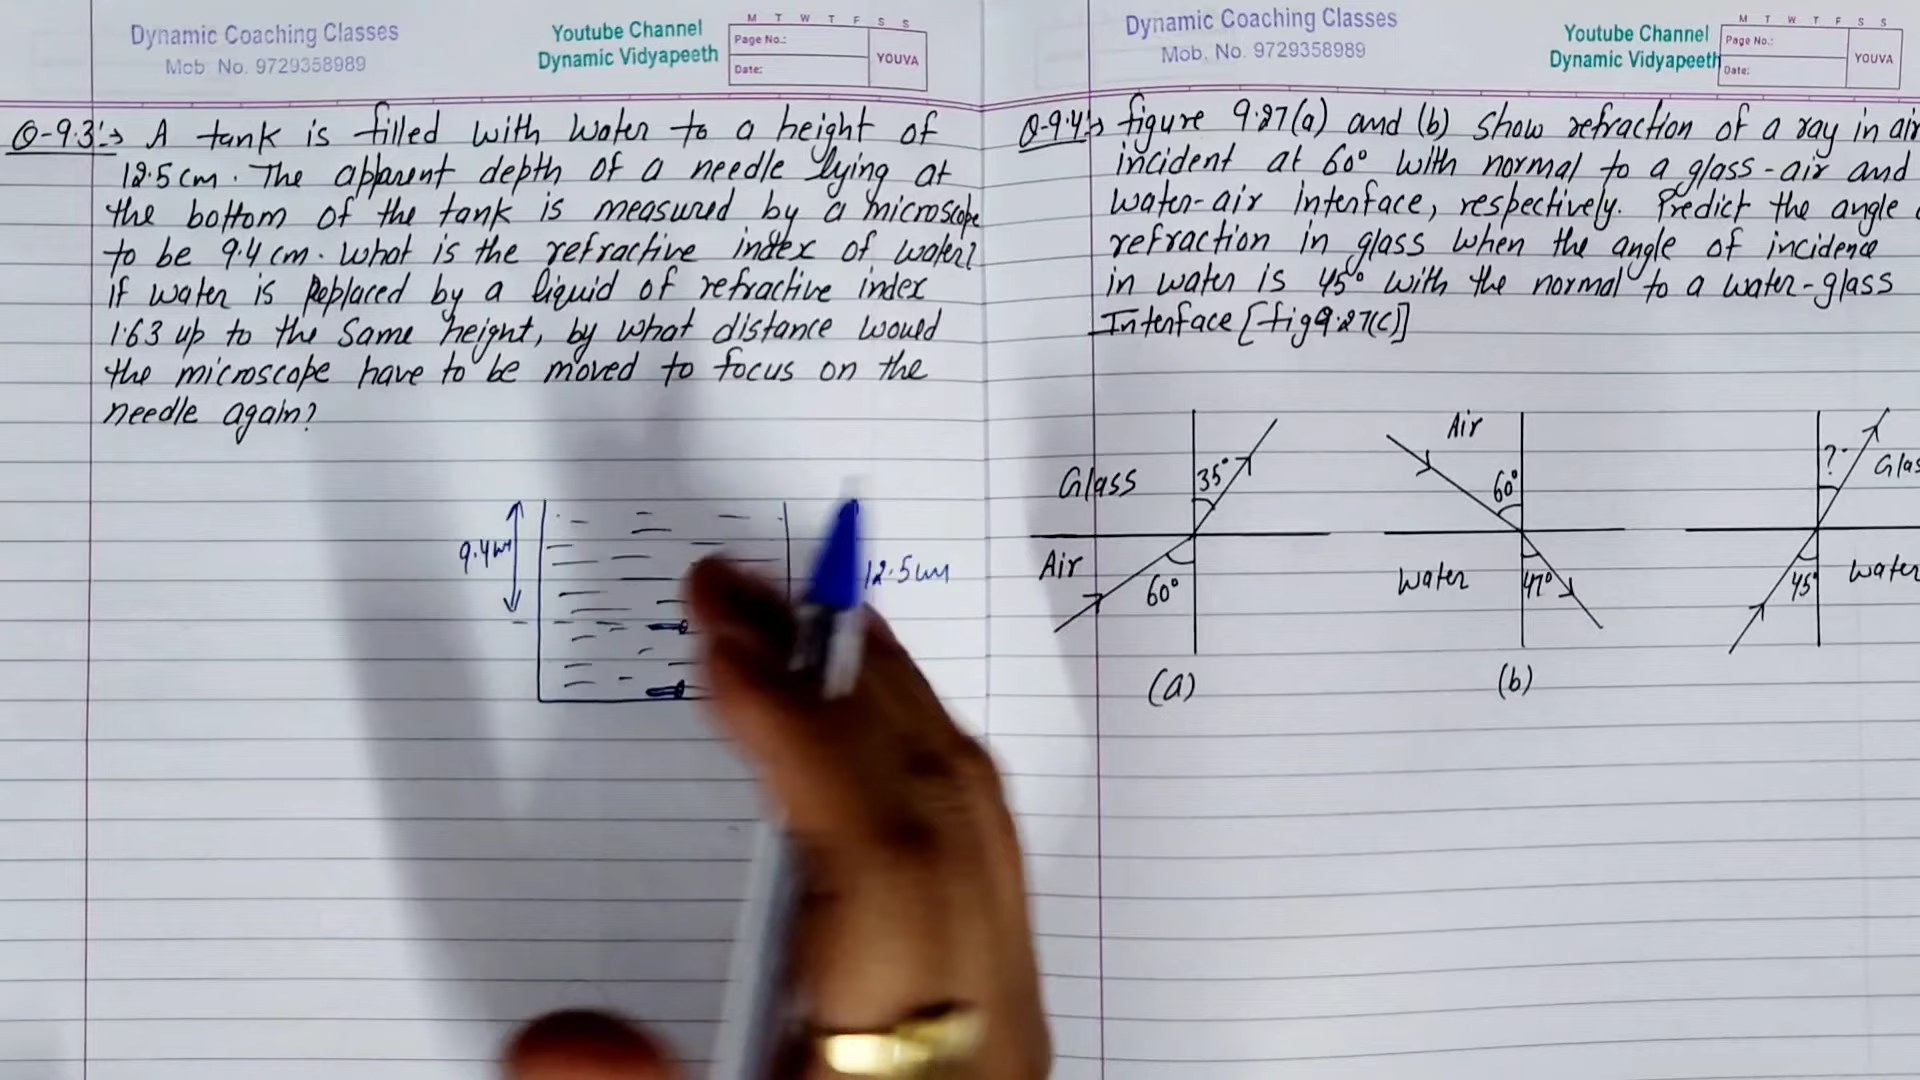 Dynamic Coaching Classes
Mob. No. 9729358989
Youtube Channel
Dynamic Vidyapeeth
M T W T F S S
Page No.:
Date:
YOUVA
Q-9.3:→ A tank is filled with water to a height of
12.5 cm. The apparent depth of a needle lying at
the bottom of the tank is measured by a microscope
to be 9.4 cm. What is the refractive index of water?
if water is Replaced by a liquid of refractive index
1.63 up to the same height, by what distance would
the microscope have to be moved to focus on the
needle again?
9.4cm
12.5cm
Dynamic Coaching Classes
Mob. No. 9729358989
Youtube Channel
Dynamic Vidyapeeth
M T W T F S S
Page No.:
Date:
YOUVA
Q-9.4:→ figure 9.27(a) and (b) show refraction of a ray in air
incident at 60° with normal to a glass-air and
water-air interface, respectively. Predict the angle
refraction in glass when the angle of incidence
in water is 45° with the normal to a water-glass
Interface [fig 9.27(c)]
Glass
35°
Air
60°
(a)
Air
60°
Water
47°
(b)
?
Glas
45°
Water